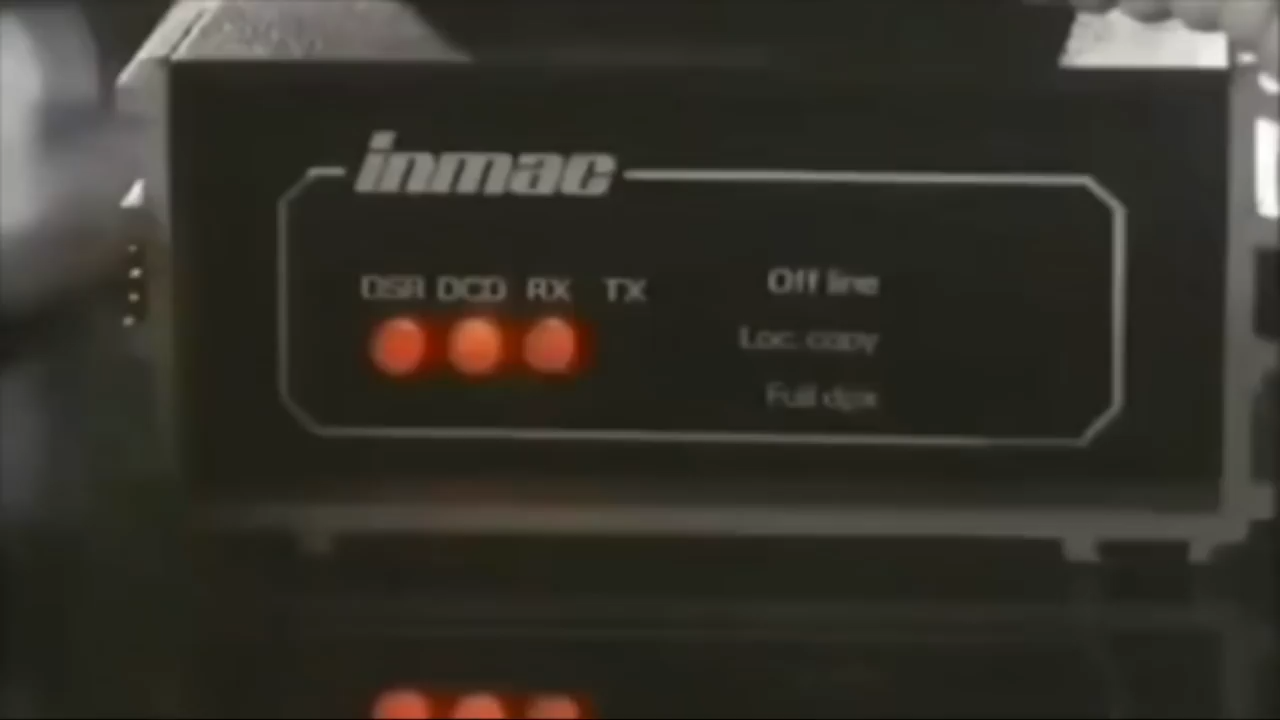 inmac
DSR DCD RX TX
Off line
Loc. copy
Full dpx